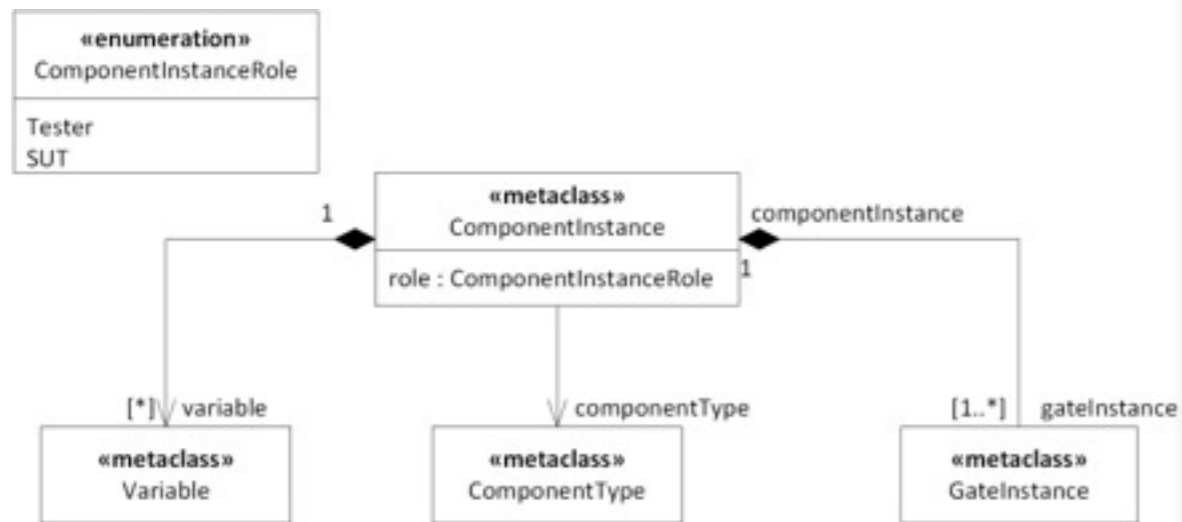 «enumeration»
ComponentInstanceRole
Tester
SUT
«metaclass»
ComponentInstance
role : ComponentInstanceRole
1
componentInstance
1
[*]
variable
componentType
[1..*]
gateInstance
«metaclass»
Variable
«metaclass»
ComponentType
«metaclass»
GateInstance